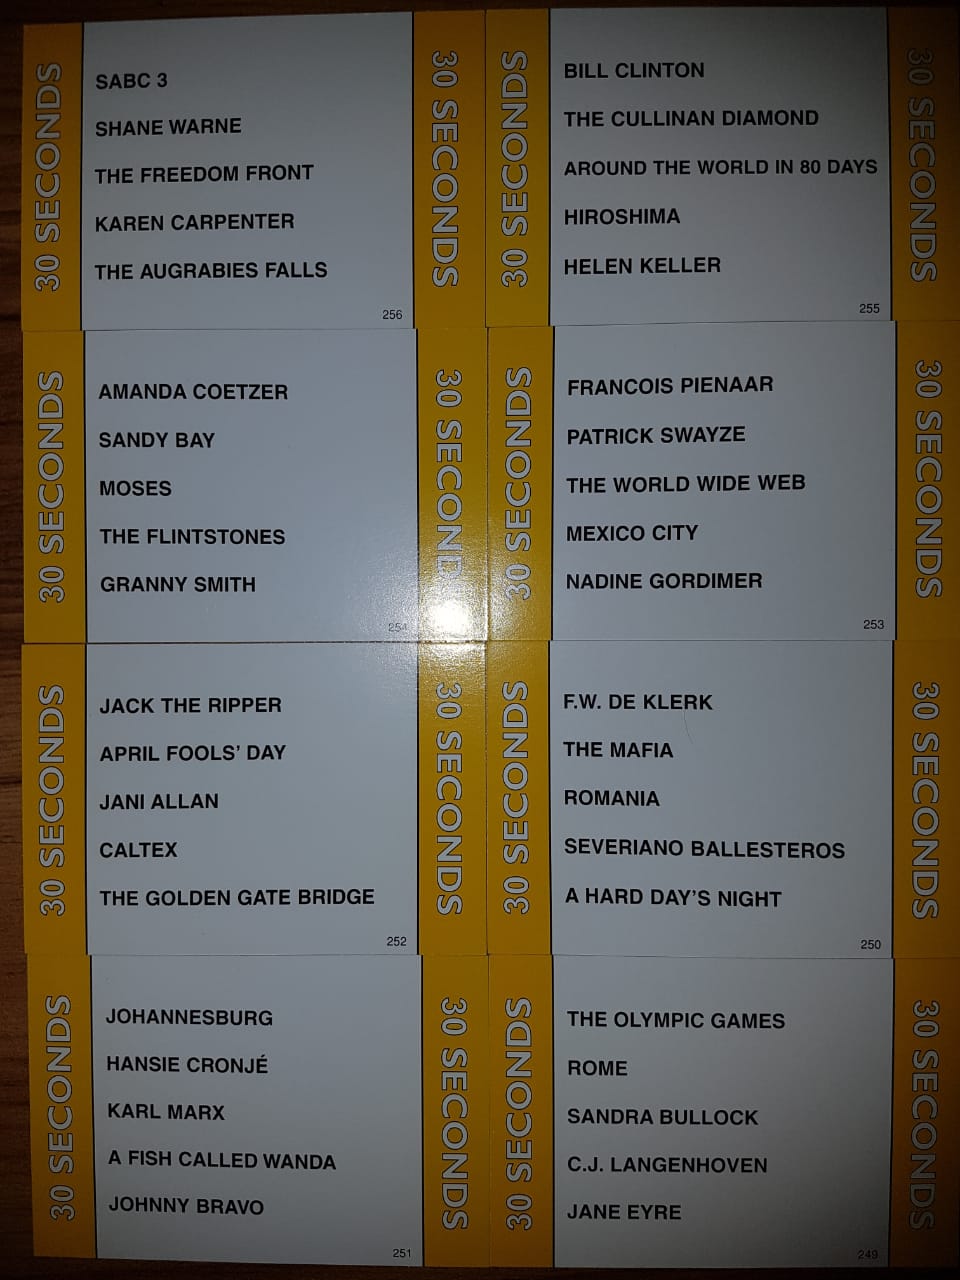 30 SECONDS
SABC 3
SHANE WARNE
THE FREEDOM FRONT
KAREN CARPENTER
THE AUGRABIES FALLS
256
30 SECONDS
30 SECONDS
BILL CLINTON
THE CULLINAN DIAMOND
AROUND THE WORLD IN 80 DAYS
HIROSHIMA
HELEN KELLER
255
30 SECONDS
30 SECONDS
AMANDA COETZER
SANDY BAY
MOSES
THE FLINTSTONES
GRANNY SMITH
254
30 SECONDS
30 SECONDS
FRANCOIS PIENAAR
PATRICK SWAYZE
THE WORLD WIDE WEB
MEXICO CITY
NADINE GORDIMER
253
30 SECONDS
30 SECONDS
JACK THE RIPPER
APRIL FOOLS' DAY
JANI ALLAN
CALTEX
THE GOLDEN GATE BRIDGE
252
30 SECONDS
30 SECONDS
F.W. DE KLERK
THE MAFIA
ROMANIA
SEVERIANO BALLESTEROS
A HARD DAY'S NIGHT
250
30 SECONDS
30 SECONDS
JOHANNESBURG
HANSIE CRONJÉ
KARL MARX
A FISH CALLED WANDA
JOHNNY BRAVO
251
30 SECONDS
30 SECONDS
THE OLYMPIC GAMES
ROME
SANDRA BULLOCK
C.J. LANGENHOVEN
JANE EYRE
249
30 SECONDS